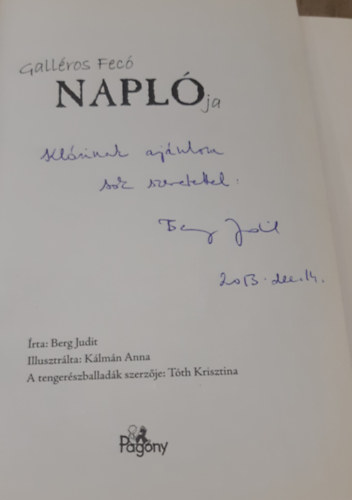 Galléros Fecó
NAPLÓja
Klárinak ajánlom
sok szeretettel:
Berg Judit
2013. dec. 14.
Írta: Berg Judit
Illusztrálta: Kálmán Anna
A tengerészballadák szerzője: Tóth Krisztina
Pagony